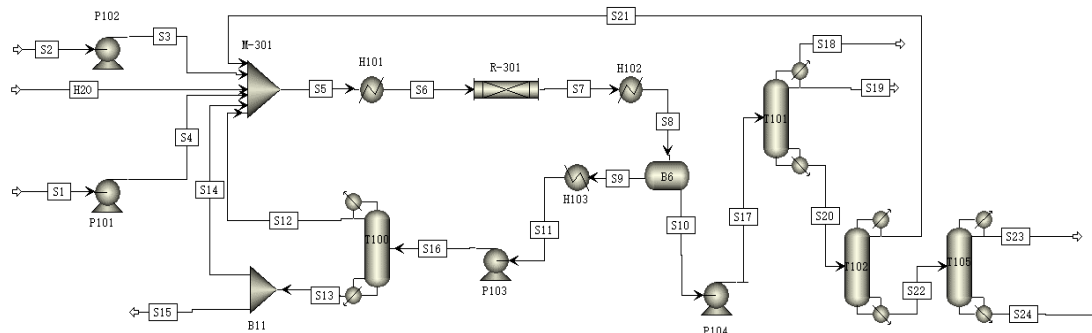 S21
P102
S2
S3
M-301
S18
H20
H101
R-301
H102
S5
S6
S7
S19
S4
S8
T101
S1
S14
B6
S9
P101
H103
S12
S10
S17
S20
S11
T100
S16
T102
T105
S23
S13
P103
S22
S15
B11
P104
S24